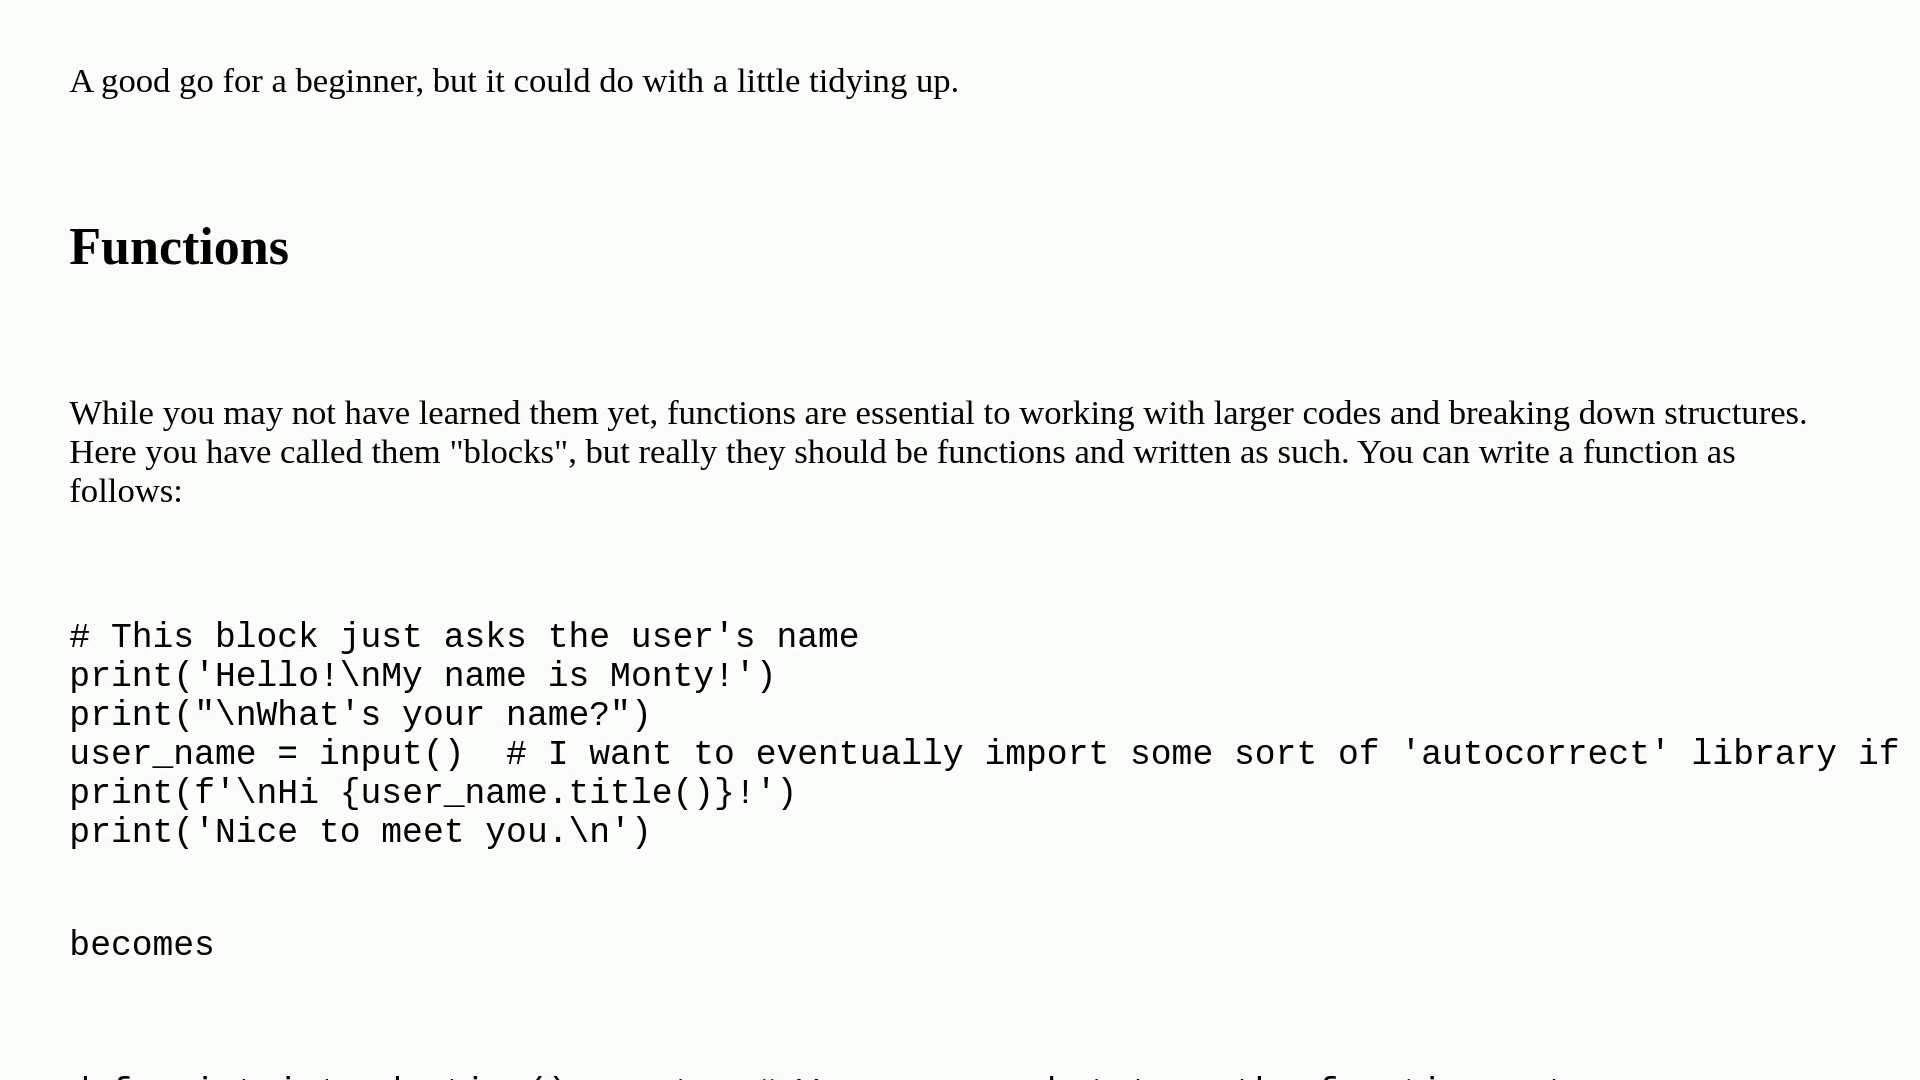 A good go for a beginner, but it could do with a little tidying up.
Functions
While you may not have learned them yet, functions are essential to working with larger codes and breaking down structures.
Here you have called them "blocks", but really they should be functions and written as such. You can write a function as
follows:
# This block just asks the user's name
print('Hello!\nMy name is Monty!')
print("\nWhat's your name?")
user_name = input()  # I want to eventually import some sort of 'autocorrect' library if
print(f'\nHi {user_name.title()}!')
print('Nice to meet you.\n')
becomes